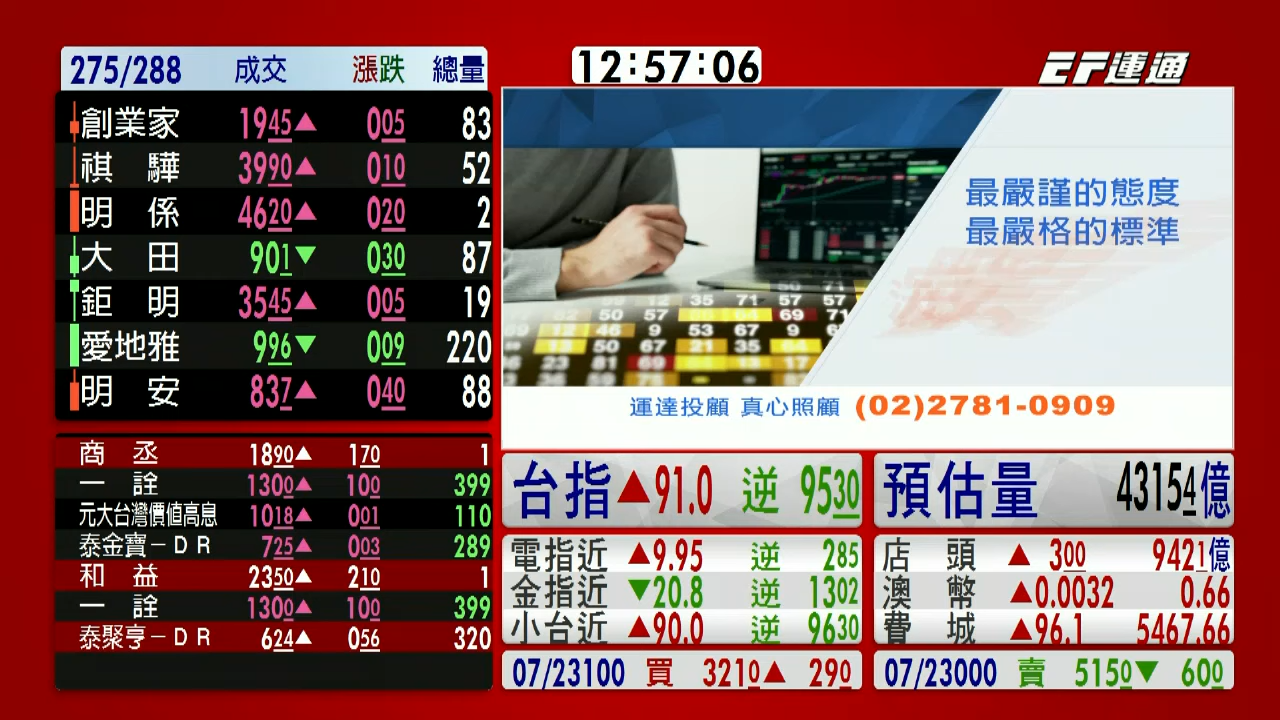 275/288 成交 漲跌 總量
12:57:06
EF運通
創業家 1945▲ 005 83
祺驊 3990▲ 010 52
明係 4620▲ 020 2
大田 901▼ 030 87
鉅明 3545▲ 005 19
愛地雅 996▼ 009 220
明安 837▲ 040 88
最嚴謹的態度
最嚴格的標準
運達投顧 真心照顧 (02)2781-0909
商丞 1890▲ 170 1
一詮 1300▲ 100 399
元大台灣價值高息 1018▲ 001 110
泰金寶－DR 725▲ 003 289
和益 2350▲ 210 1
一詮 1300▲ 100 399
泰聚亨－DR 624▲ 056 320
台指▲91.0 逆 9530
預估量 43154億
電指近 ▲9.95 逆 285
金指近 ▼20.8 逆 1302
小台近 ▲90.0 逆 9630
店頭 ▲ 300 9421億
澳幣 ▲0.0032 0.66
費城 ▲96.1 5467.66
07/23100 買 3210▲ 290
07/23000 賣 5150▼ 600